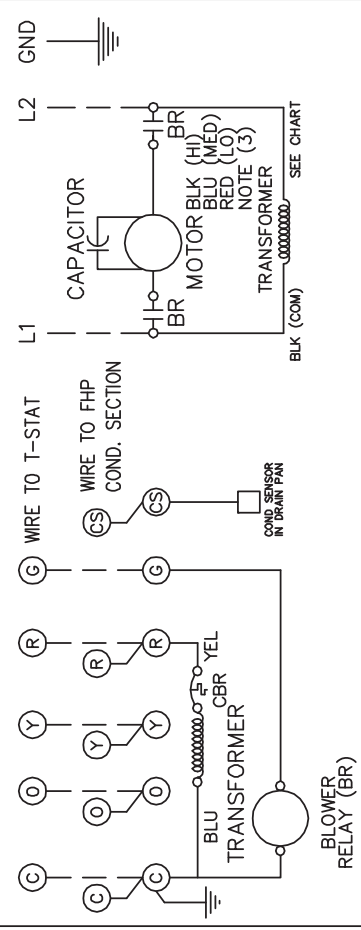 L1
L2
GND
CAPACITOR
BR
BR
MOTOR
BLK (HI)
BLU (MED)
RED (LO)
NOTE (3)
TRANSFORMER
BLK (COM)
SEE CHART
C
O
Y
R
G
WIRE TO T-STAT
C
O
Y
R
CS
WIRE TO FHP
COND. SECTION
C
O
Y
R
G
CS
BLU
YEL
CBR
TRANSFORMER
COND SENSOR
IN DRAIN PAN
BLOWER
RELAY (BR)